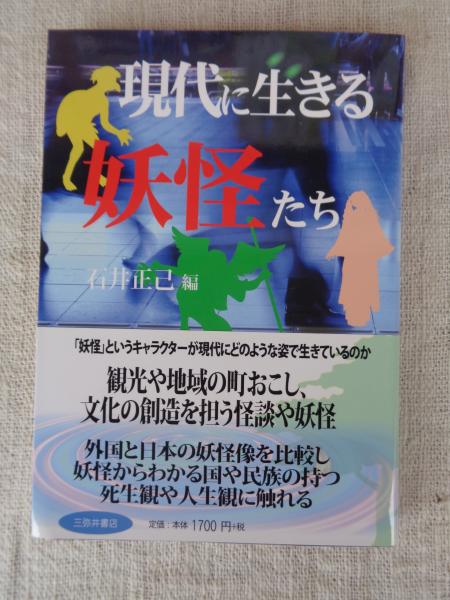 現代に生きる
妖怪たち
石井正己 編
「妖怪」というキャラクターが現代にどのような姿で生きているのか
観光や地域の町おこし、
文化の創造を担う怪談や妖怪
外国と日本の妖怪像を比較し
妖怪からわかる国や民族の持つ
死生観や人生観に触れる
三弥井書店
定価：本体 1700 円+税